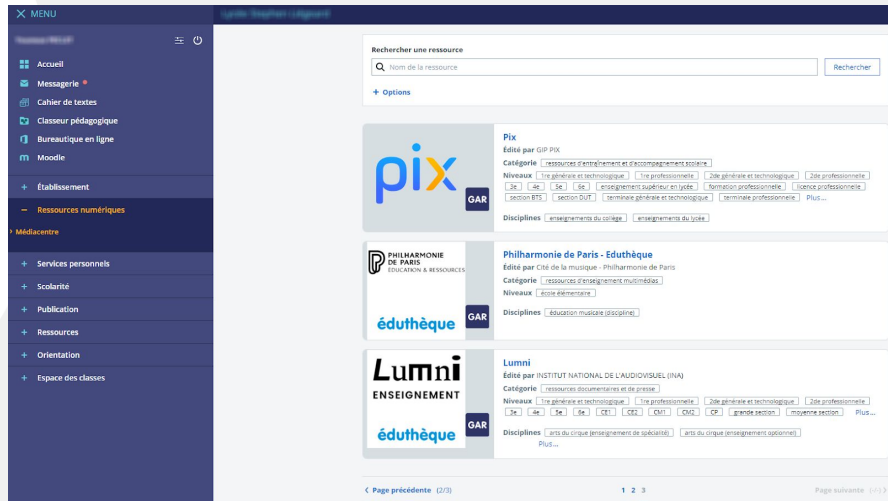 MENU
Accueil
Messagerie
Cahier de textes
Classeur pédagogique
Bureautique en ligne
Moodle
+ Établissement
− Ressources numériques
› Médiacentre
+ Services personnels
+ Scolarité
+ Publication
+ Ressources
+ Orientation
+ Espace des classes
Rechercher une ressource
Nom de la ressource
Rechercher
+ Options
pix
GAR
Pix
Édité par GIP PIX
Catégorie ressources d'entraînement et d'accompagnement scolaire
Niveaux 1re générale et technologique 1re professionnelle 2de générale et technologique 2de professionnelle
3e 4e 5e 6e enseignement supérieur en lycée formation professionnelle licence professionnelle
section BTS section DUT terminale générale et technologique terminale professionnelle Plus...
Disciplines enseignements du collège enseignements du lycée
PHILHARMONIE
DE PARIS
ÉDUCATION & RESSOURCES
éduthèque
GAR
Philharmonie de Paris - Eduthèque
Édité par Cité de la musique - Philharmonie de Paris
Catégorie ressources d'enseignement multimédias
Niveaux école élémentaire
Disciplines éducation musicale (discipline)
Lumni
ENSEIGNEMENT
éduthèque
GAR
Lumni
Édité par INSTITUT NATIONAL DE L'AUDIOVISUEL (INA)
Catégorie ressources documentaires et de presse
Niveaux 1re générale et technologique 1re professionnelle 2de générale et technologique 2de professionnelle
3e 4e 5e 6e CE1 CE2 CM1 CM2 CP grande section moyenne section Plus...
Disciplines arts du cirque (enseignement de spécialité) arts du cirque (enseignement optionnel)
Plus...
‹ Page précédente (2/3)
1 2 3
Page suivante